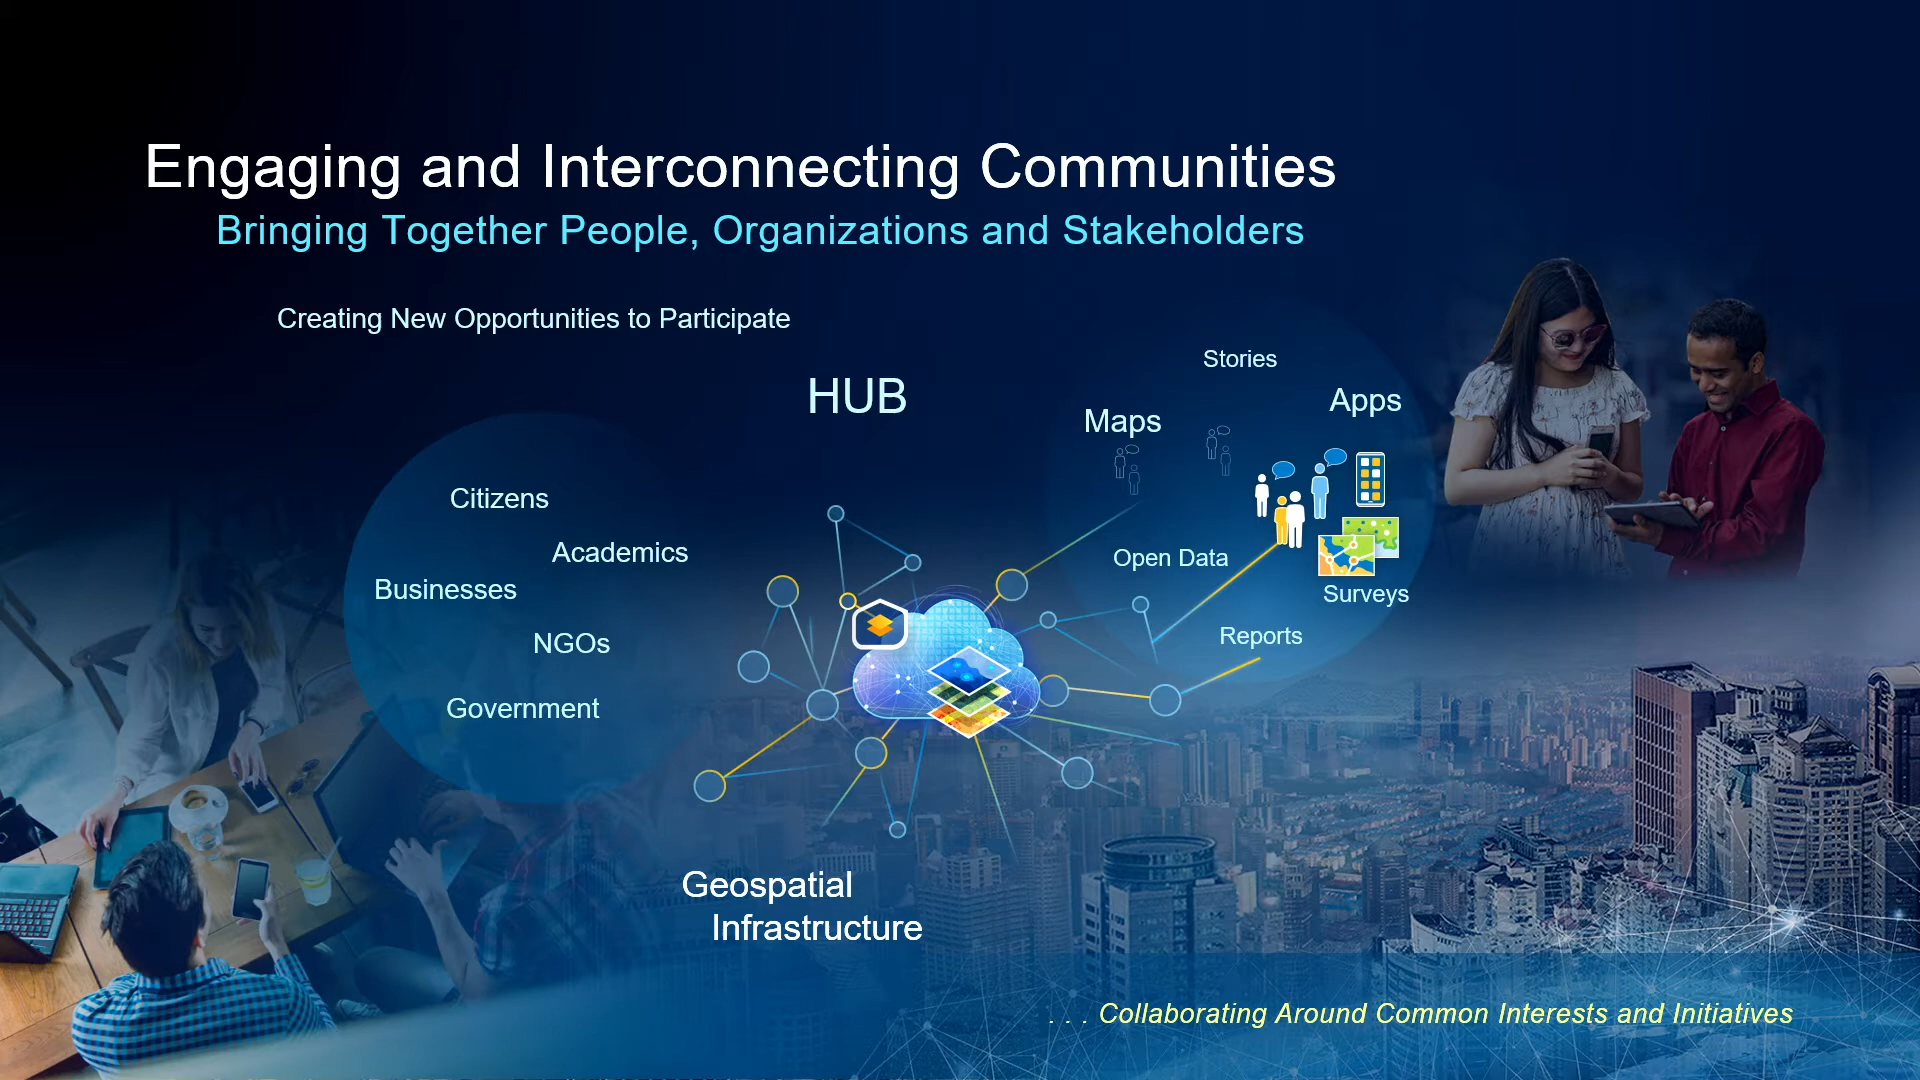 Engaging and Interconnecting Communities
Bringing Together People, Organizations and Stakeholders
Creating New Opportunities to Participate
HUB
Citizens
Academics
Businesses
NGOs
Government
Stories
Maps
Apps
Open Data
Surveys
Reports
Geospatial
Infrastructure
. . . Collaborating Around Common Interests and Initiatives